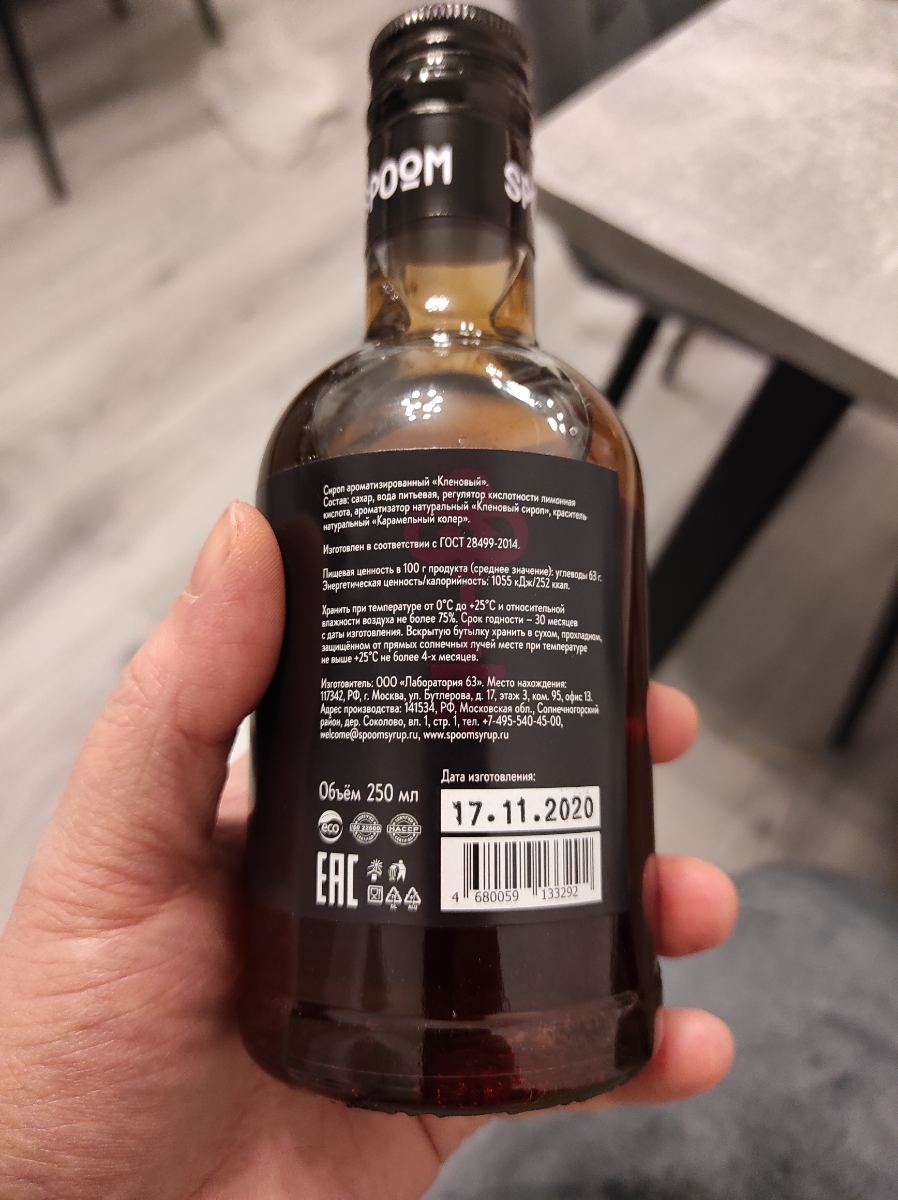 SPOOM
Сироп ароматизированный «Кленовый».
Состав: сахар, вода питьевая, регулятор кислотности лимонная
кислота, ароматизатор натуральный «Кленовый сироп», краситель
натуральный «Карамельный колер».
Изготовлен в соответствии с ГОСТ 28499-2014.
Пищевая ценность в 100 г продукта (среднее значение): углеводы 63 г.
Энергетическая ценность/калорийность: 1055 кДж/252 ккал.
Хранить при температуре от 0°С до +25°С и относительной
влажности воздуха не более 75%. Срок годности – 30 месяцев
с даты изготовления. Вскрытую бутылку хранить в сухом, прохладном,
защищённом от прямых солнечных лучей месте при температуре
не выше +25°С не более 4-х месяцев.
Изготовитель: ООО «Лаборатория 63». Место нахождения:
117342, РФ, г. Москва, ул. Бутлерова, д. 17, этаж 3, ком. 95, офис 13.
Адрес производства: 141534, РФ, Московская обл., Солнечногорский
район, дер. Соколово, вл. 1, стр. 1, тел. +7-495-540-45-00,
welcome@spoomsyrup.ru, www.spoomsyrup.ru
Дата изготовления:
Объём 250 мл
17.11.2020
eco ISO 22000 HACCP
EAC
4 680059 133292